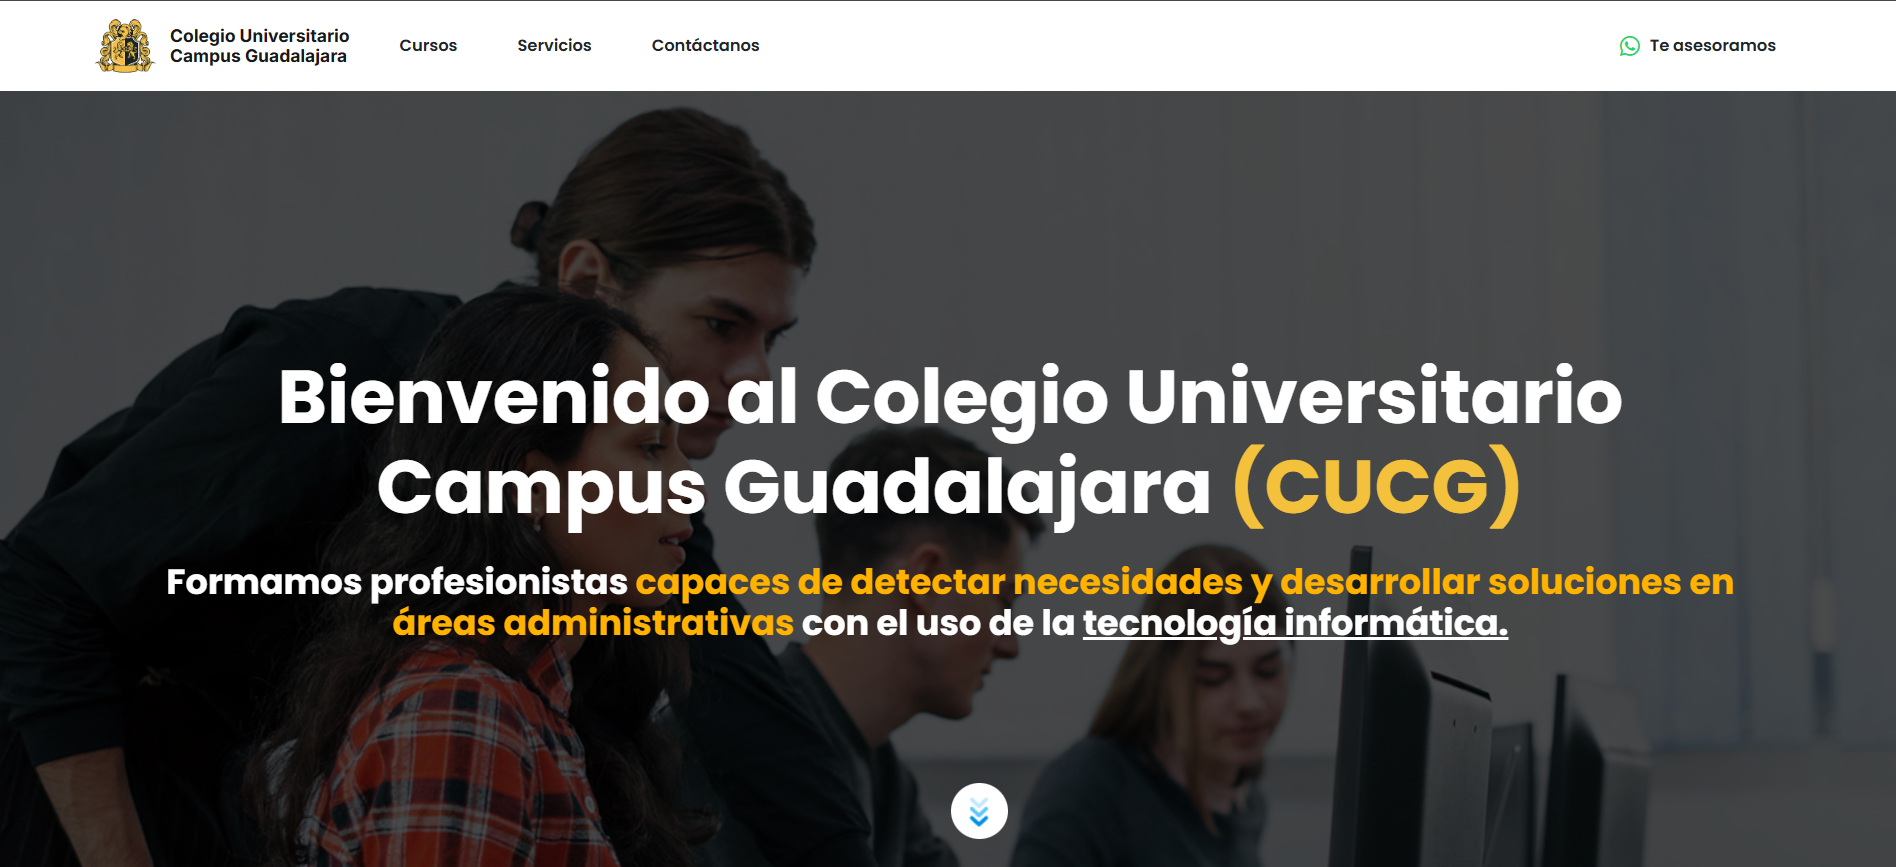 Colegio Universitario
Campus Guadalajara
Cursos
Servicios
Contáctanos
Te asesoramos
Bienvenido al Colegio Universitario
Campus Guadalajara (CUCG)
Formamos profesionistas capaces de detectar necesidades y desarrollar soluciones en
áreas administrativas con el uso de la tecnología informática.